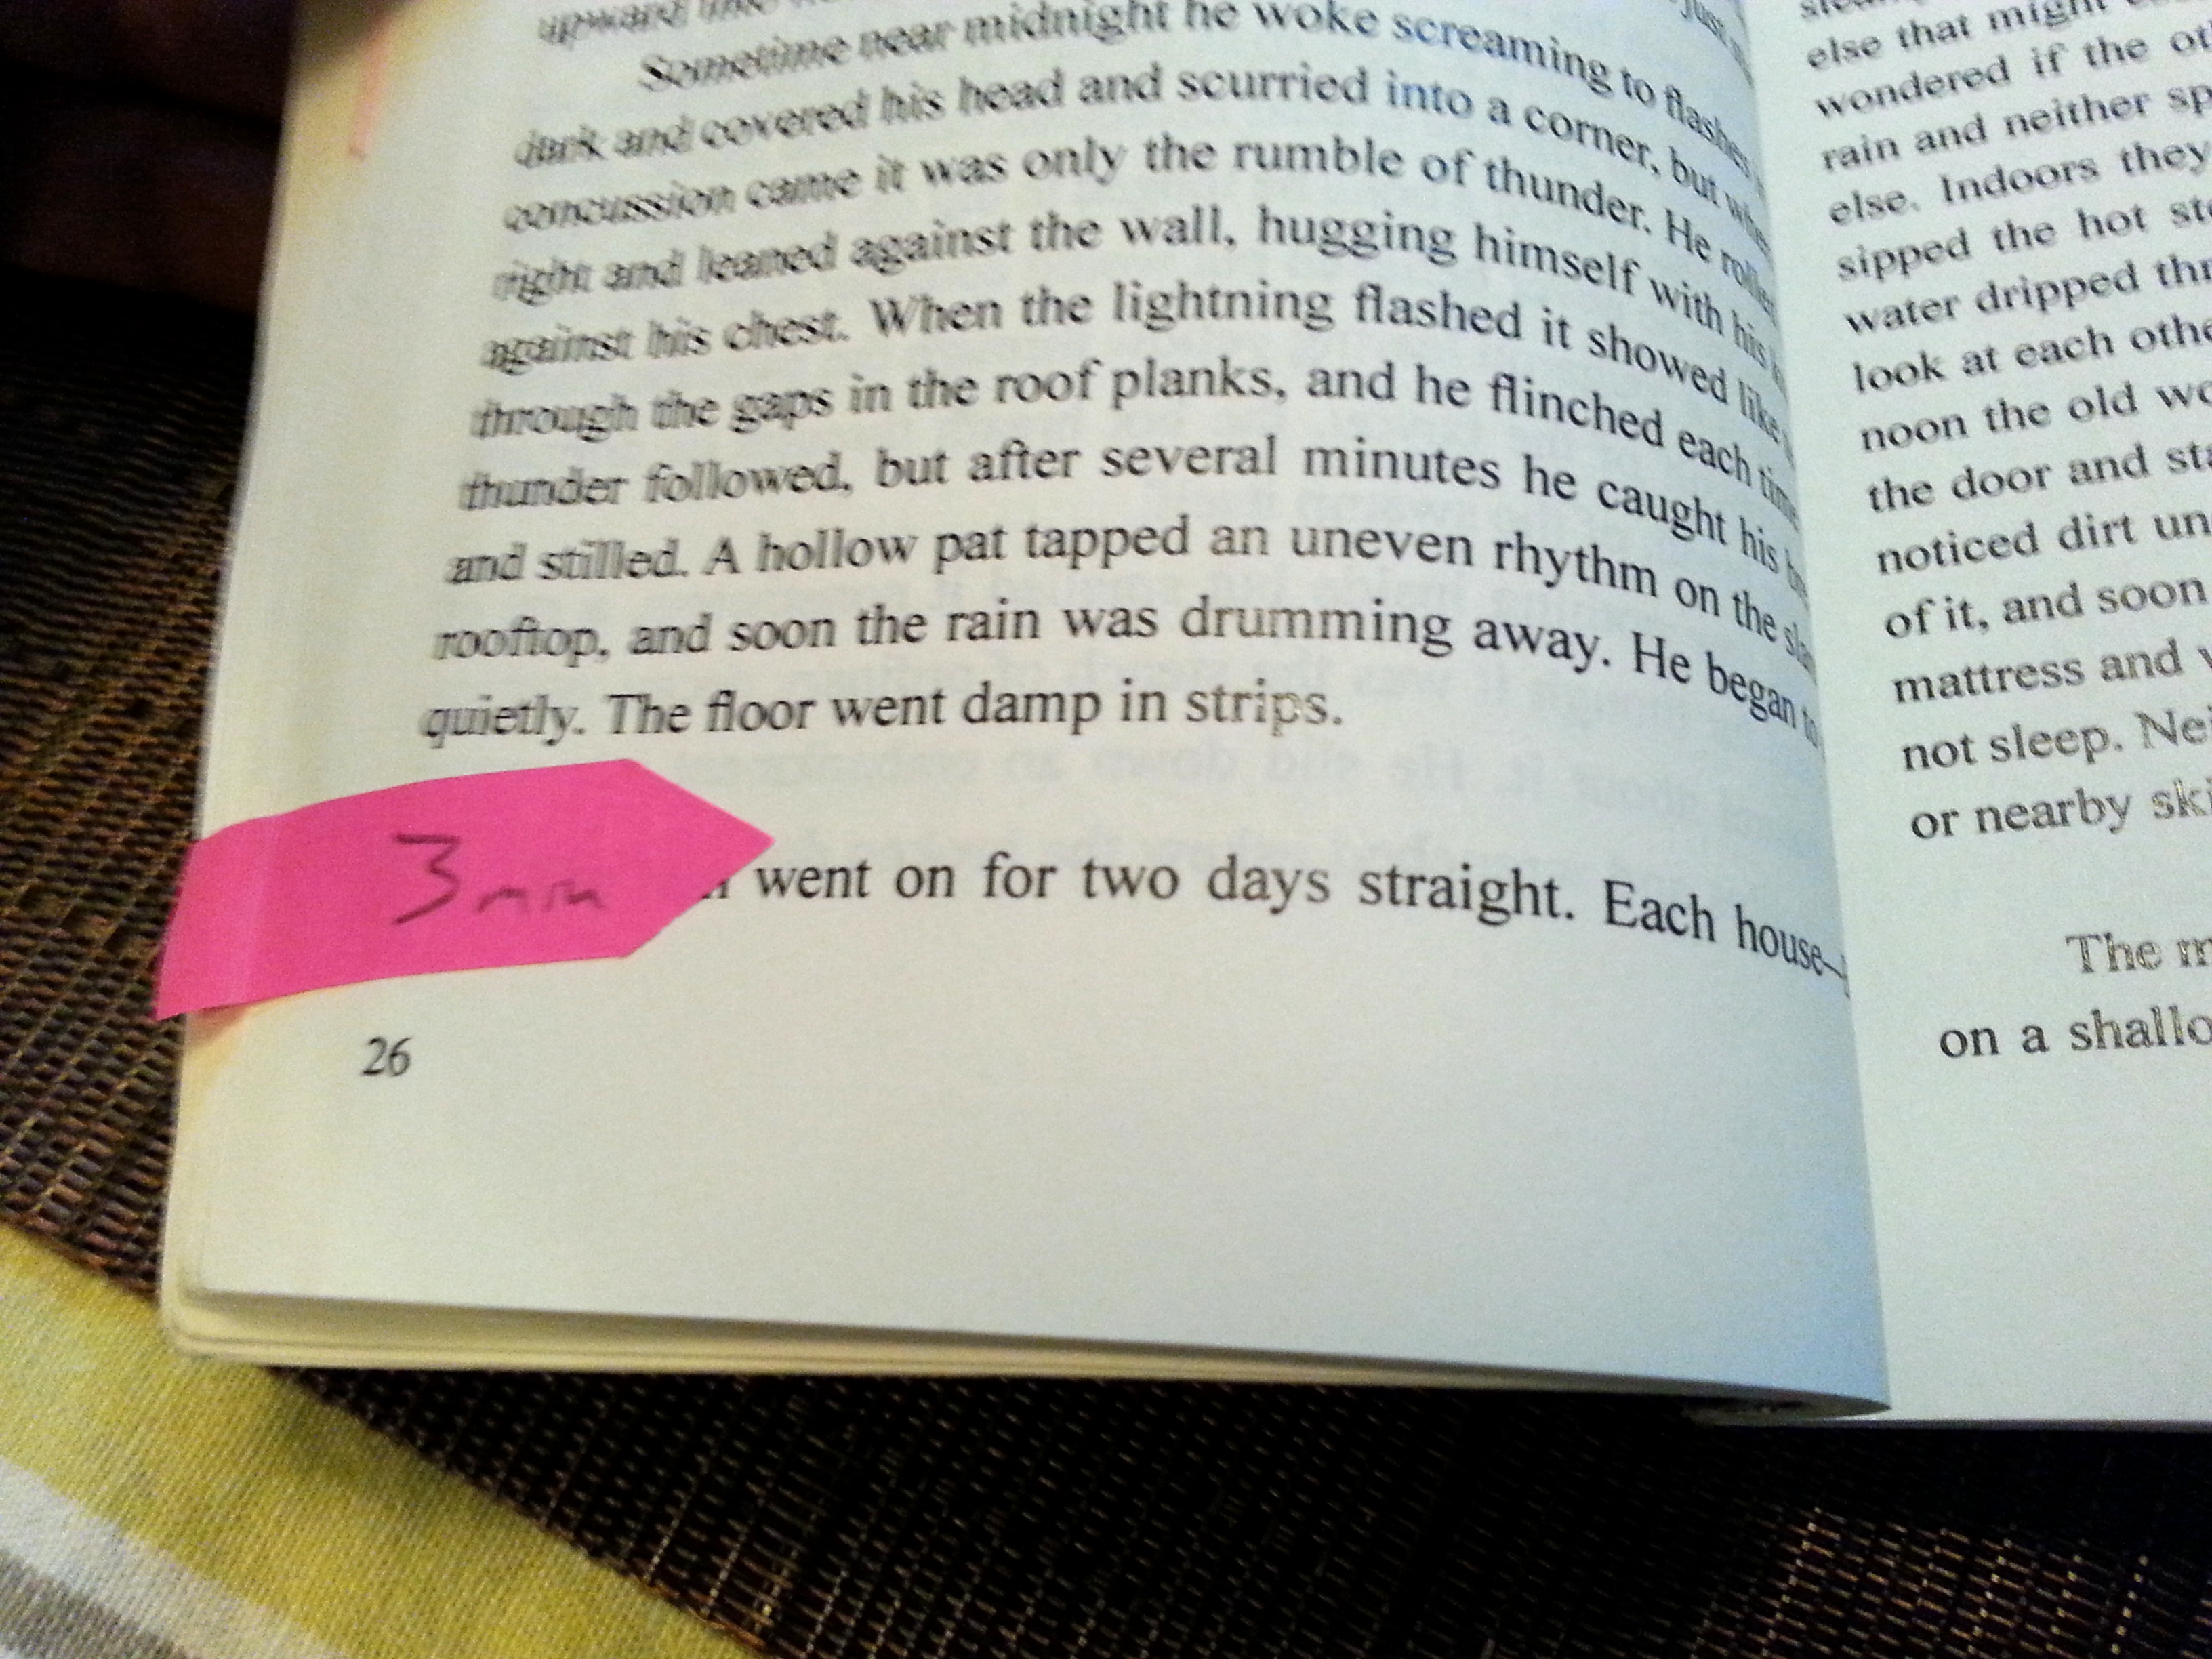 upward
Sometime near midnight he woke screaming to flashes
dark and covered his head and scurried into a corner, but when
concussion came it was only the rumble of thunder. He rolled
right and leaned against the wall, hugging himself with his
against his chest. When the lightning flashed it showed like
through the gaps in the roof planks, and he flinched each time
thunder followed, but after several minutes he caught his
and stilled. A hollow pat tapped an uneven rhythm on the
rooftop, and soon the rain was drumming away. He began to
quietly. The floor went damp in strips.
3 min
went on for two days straight. Each house—
26
else that might
wondered if the
rain and neither
else. Indoors they
sipped the hot
water dripped
look at each
noon the old
the door and
noticed dirt
of it, and soon
mattress and
not sleep.
or nearby
The
on a